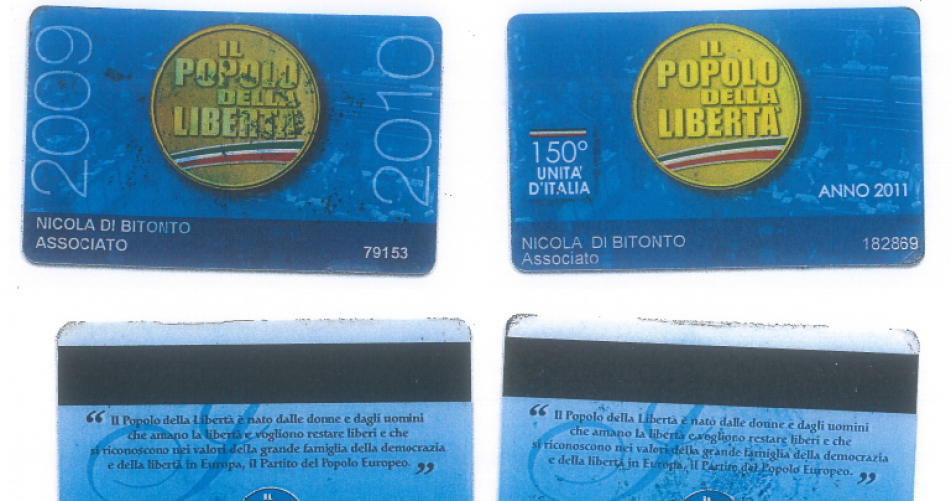 2009
IL
POPOLO
DELLA
LIBERTÀ
2010
NICOLA DI BITONTO
ASSOCIATO
79153
IL
POPOLO
DELLA
LIBERTÀ
150°
UNITA'
D'ITALIA
ANNO 2011
NICOLA DI BITONTO
Associato
182869
“ Il Popolo della Libertà è nato dalle donne e dagli uomini
che amano la libertà e vogliono restare liberi e che
si riconoscono nei valori della grande famiglia della democrazia
e della libertà in Europa, il Partito del Popolo Europeo. ”
IL
“ Il Popolo della Libertà è nato dalle donne e dagli uomini
che amano la libertà e vogliono restare liberi e che
si riconoscono nei valori della grande famiglia della democrazia
e della libertà in Europa, il Partito del Popolo Europeo. ”
IL